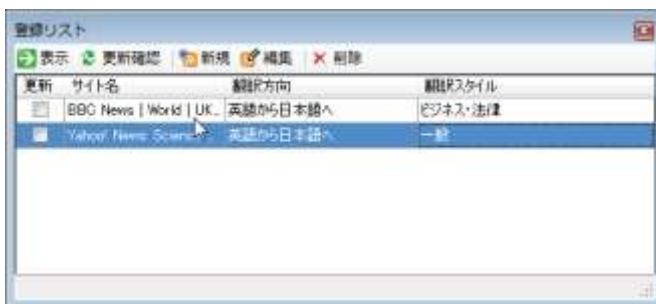 登録リスト
表示 更新確認 新規 編集 削除
更新 サイト名 翻訳方向 翻訳スタイル
BBC News | World | UK... 英語から日本語へ ビジネス・法律
Yahoo! News: Scien... 英語から日本語へ 一般